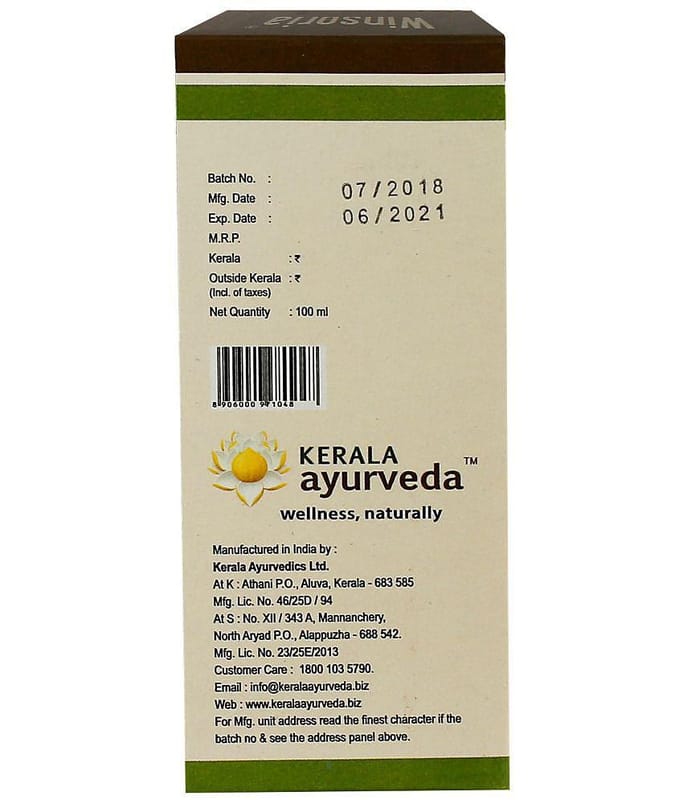 Winsoria
Batch No. :
Mfg. Date : 07/2018
Exp. Date : 06/2021
M.R.P.
Kerala : ₹
Outside Kerala : ₹
(Incl. of taxes)
Net Quantity : 100 ml
8 906000 971048
KERALA
ayurveda™
wellness, naturally
Manufactured in India by :
Kerala Ayurvedics Ltd.
At K : Athani P.O., Aluva, Kerala - 683 585
Mfg. Lic. No. 46/25D / 94
At S : No. XII / 343 A, Mannanchery,
North Aryad P.O., Alappuzha - 688 542.
Mfg. Lic. No. 23/25E/2013
Customer Care : 1800 103 5790.
Email : info@keralaayurveda.biz
Web : www.keralaayurveda.biz
For Mfg. unit address read the finest character if the
batch no & see the address panel above.